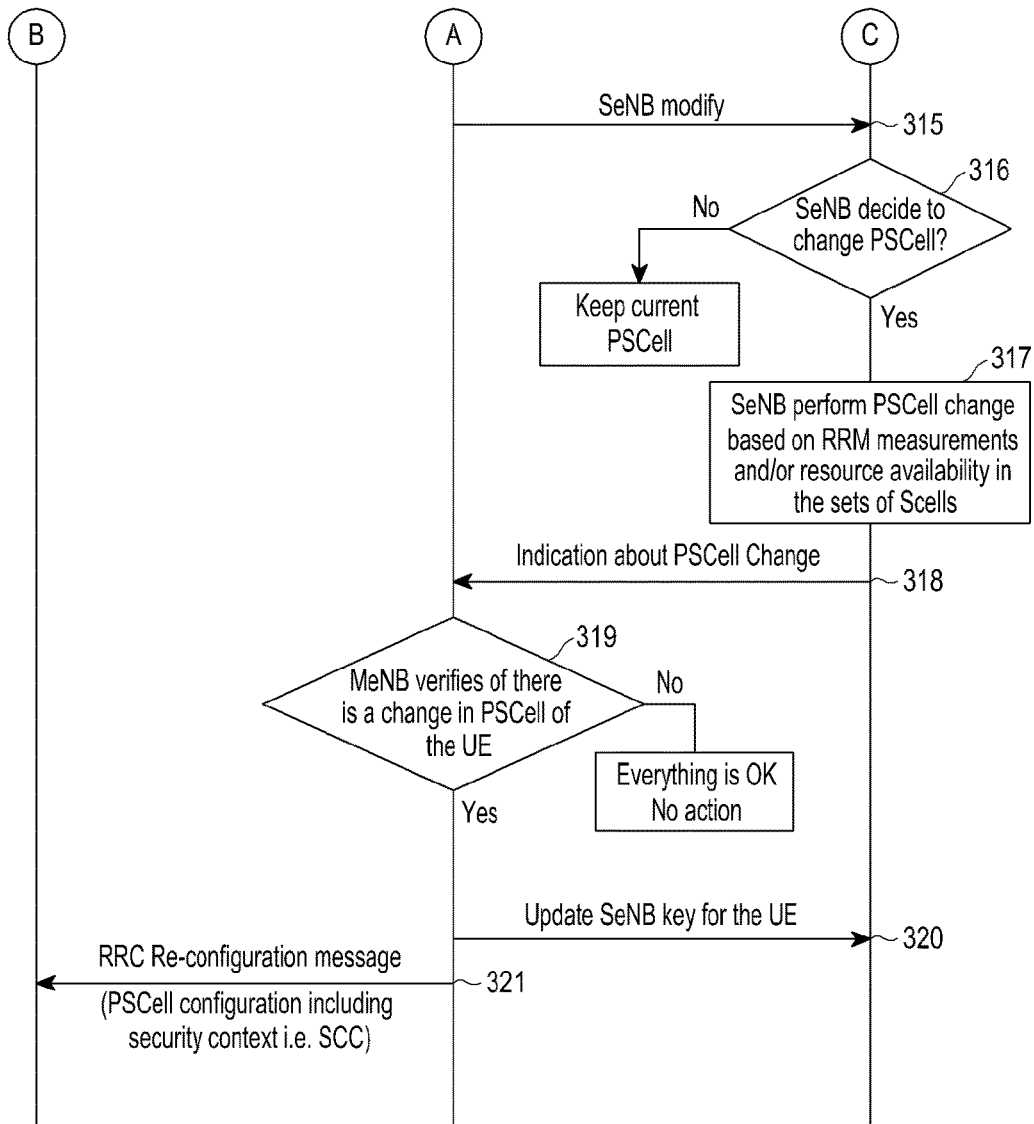 B
A
C
SeNB modify
315
316
SeNB decide to
change PSCell?
No
Keep current
PSCell
Yes
317
SeNB perform PSCell change
based on RRM measurements
and/or resource availability in
the sets of Scells
Indication about PSCell Change
318
319
MeNB verifies of there
is a change in PSCell of
the UE
No
Everything is OK
No action
Yes
Update SeNB key for the UE
320
RRC Re-configuration message
321
(PSCell configuration including
security context i.e. SCC)